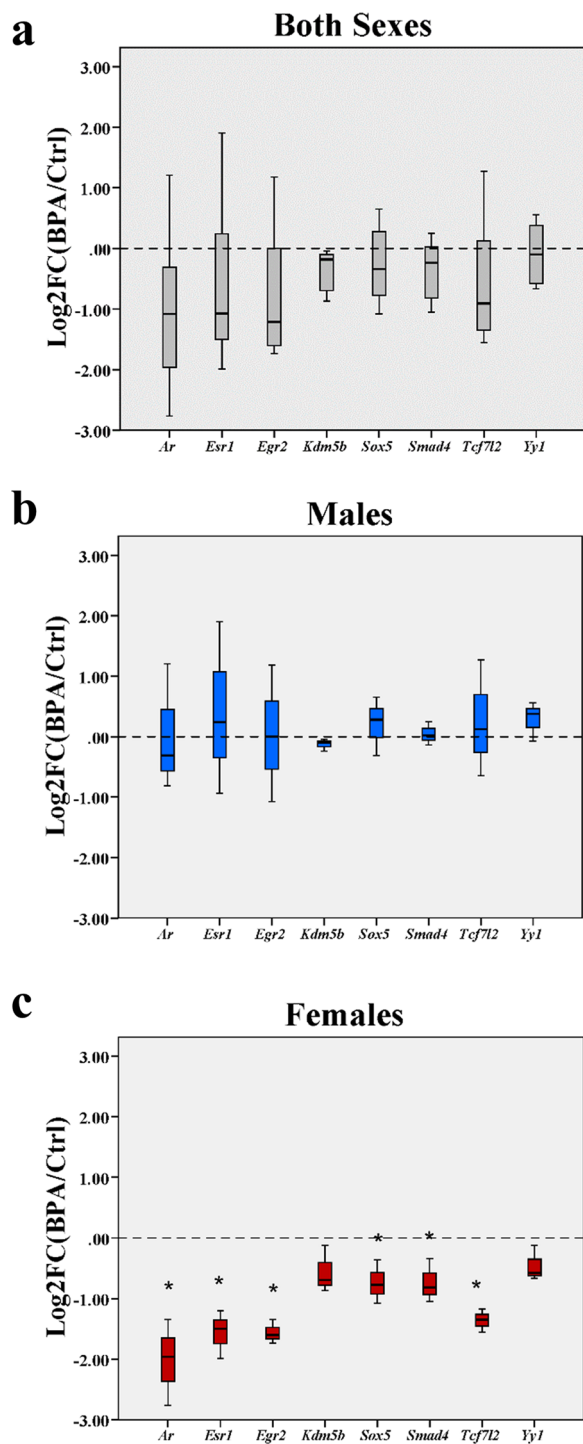 a
Both Sexes
Log2FC(BPA/Ctrl)
3.00
2.00
1.00
.00
-1.00
-2.00
-3.00
Ar Esr1 Egr2 Kdm5b Sox5 Smad4 Tcf7l2 Yy1
b
Males
Log2FC(BPA/Ctrl)
3.00
2.00
1.00
.00
-1.00
-2.00
-3.00
Ar Esr1 Egr2 Kdm5b Sox5 Smad4 Tcf7l2 Yy1
c
Females
Log2FC(BPA/Ctrl)
3.00
2.00
1.00
.00
-1.00
-2.00
-3.00
* * * * * *
Ar Esr1 Egr2 Kdm5b Sox5 Smad4 Tcf7l2 Yy1